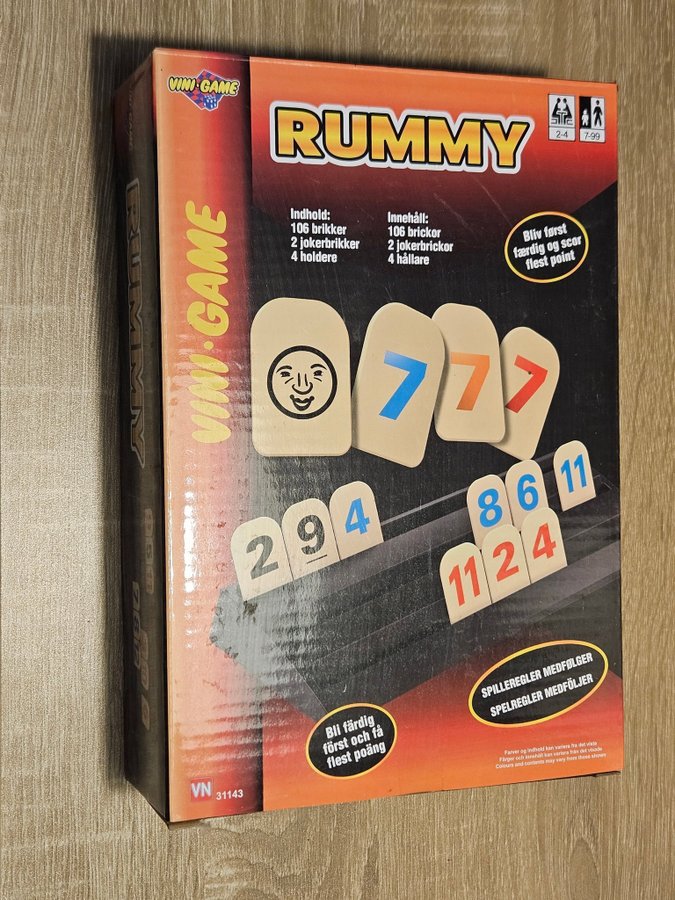 VINI·GAME
RUMMY
2-4
7-99
Indhold:
106 brikker
2 jokerbrikker
4 holdere
Innehåll:
106 brickor
2 jokerbrickor
4 hållare
Bliv først
færdig og scor
flest point
VINI·GAME
7
7
7
2 9 4
8 6 11
11 2 4
SPILLEREGLER MEDFØLGER
SPELREGLER MEDFÖLJER
Bli färdig
först och få
flest poäng
Farver og indhold kan variere fra det viste
Färger och innehåll kan variera från det visade
Colours and contents may vary from those shown
VN 31143
RUMMY